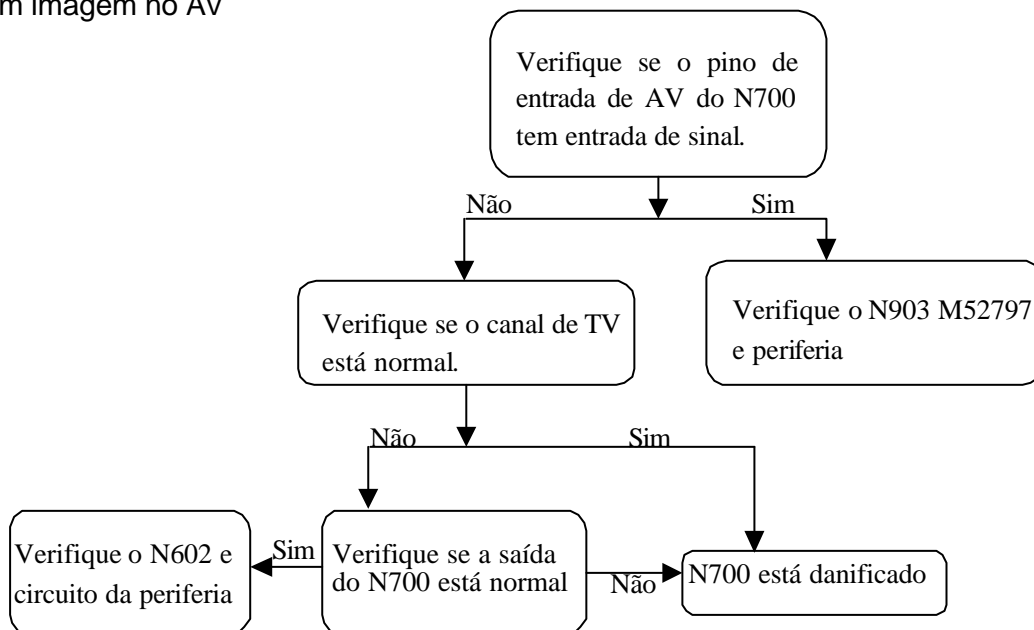 m imagem no AV
Verifique se o pino de
entrada de AV do N700
tem entrada de sinal.
Não
Sim
Verifique se o canal de TV
está normal.
Verifique o N903 M52797
e periferia
Não
Sim
Verifique o N602 e
circuito da periferia
Sim
Verifique se a saída
do N700 está normal
Não
N700 está danificado